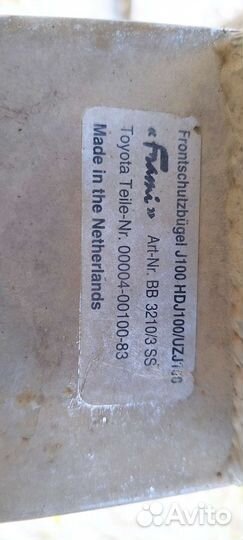 Frontschutzbügel J100 HDJ100/UZJ100
«Frami» Art-Nr. BB 3210/3 SS
Toyota Teile-Nr. 00004-00100-83
Made in the Netherlands
Avito